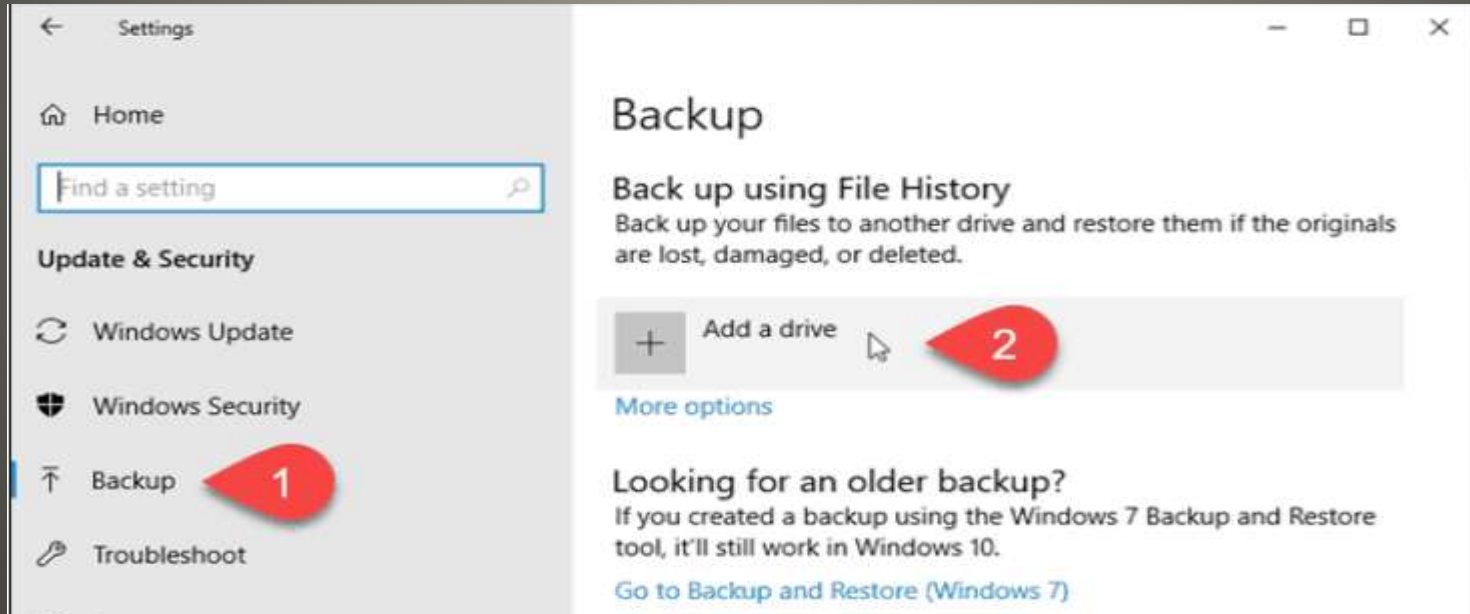 Settings
Home
Find a setting
Update & Security
Windows Update
Windows Security
Backup
1
Troubleshoot
Backup
Back up using File History
Back up your files to another drive and restore them if the originals
are lost, damaged, or deleted.
Add a drive
2
More options
Looking for an older backup?
If you created a backup using the Windows 7 Backup and Restore
tool, it'll still work in Windows 10.
Go to Backup and Restore (Windows 7)